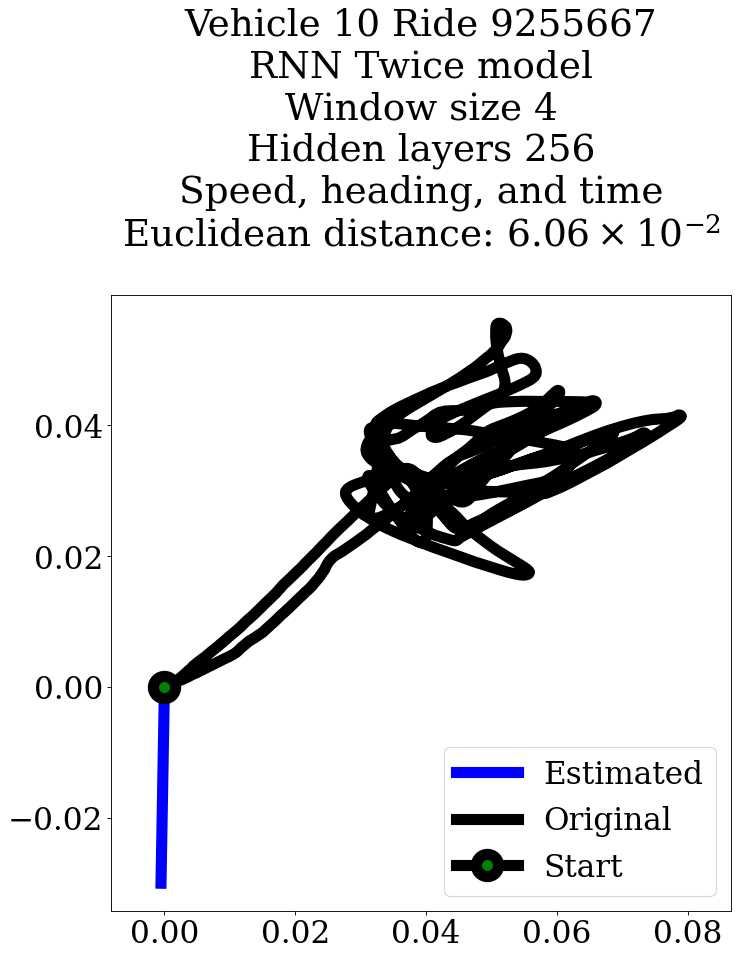 Vehicle 10 Ride 9255667
RNN Twice model
Window size 4
Hidden layers 256
Speed, heading, and time
Euclidean distance: 6.06 × 10⁻²
0.04
0.02
0.00
−0.02
Estimated
Original
Start
0.00 0.02 0.04 0.06 0.08